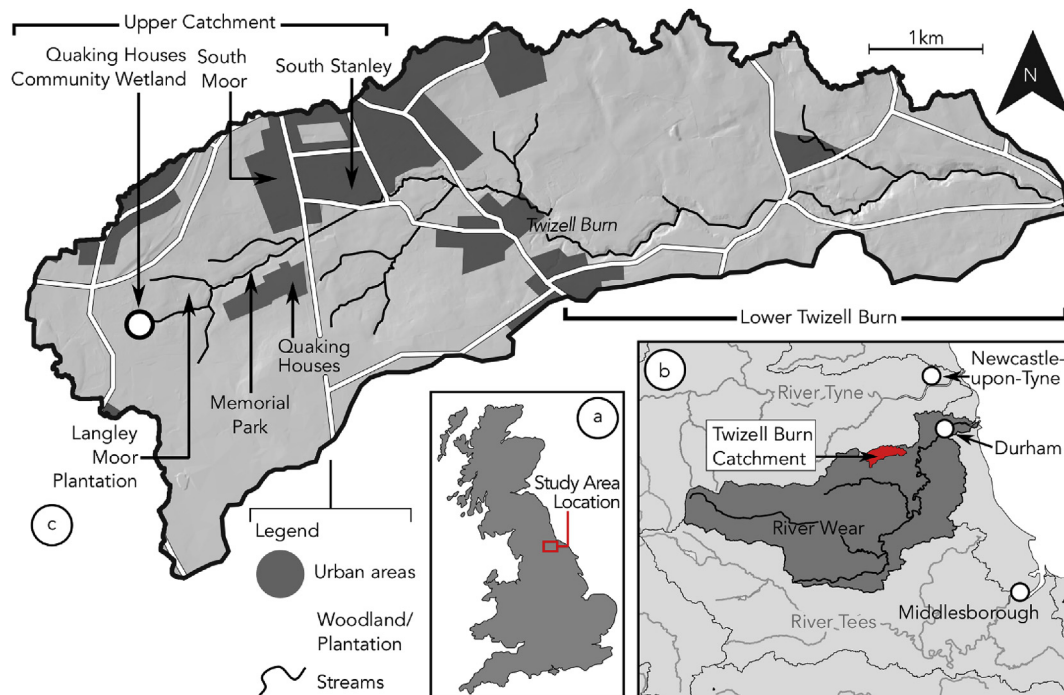 Upper Catchment
Quaking Houses
Community Wetland
South
Moor
South Stanley
1km
N
Twizell Burn
Lower Twizell Burn
Quaking
Houses
Memorial
Park
Langley
Moor
Plantation
c
Legend
Urban areas
Woodland/
Plantation
Streams
a
Study Area
Location
b
Newcastle-
upon-Tyne
River Tyne
Twizell Burn
Catchment
Durham
River Wear
Middlesborough
River Tees